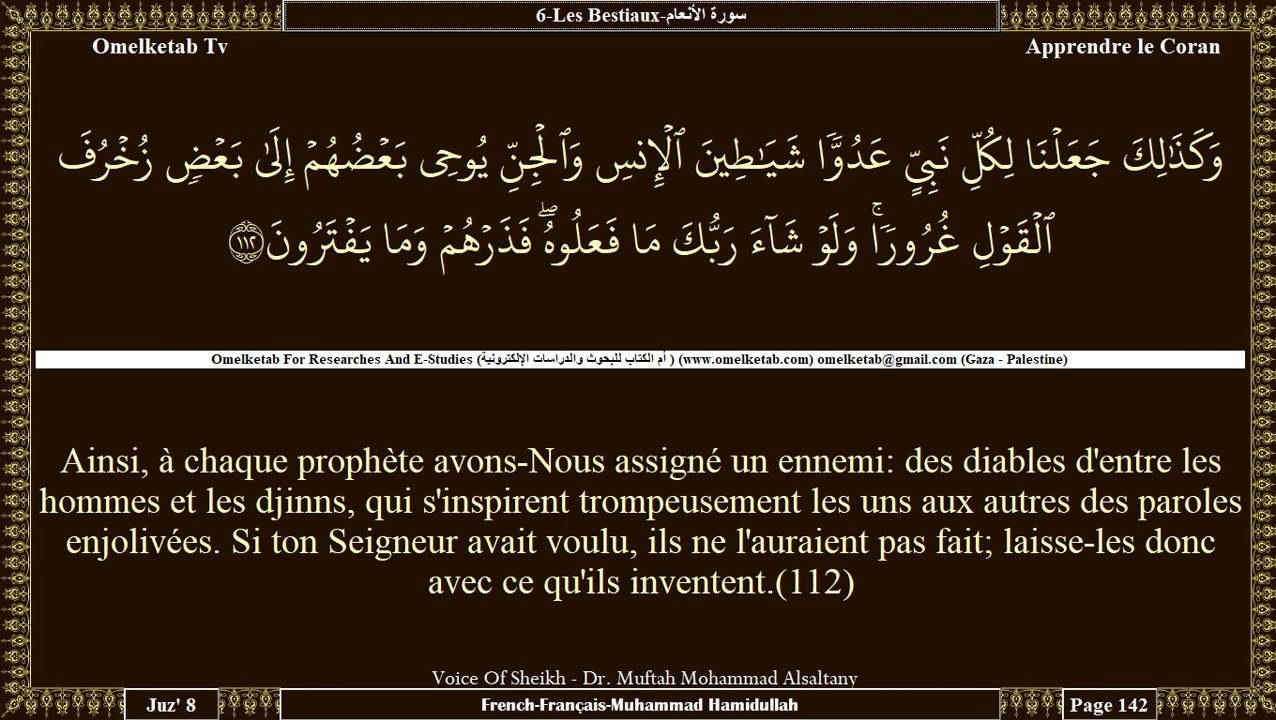 6-Les Bestiaux-سورة الأنعام
Omelketab Tv
Apprendre le Coran
وَكَذَٰلِكَ جَعَلْنَا لِكُلِّ نَبِىٍّ عَدُوًّا شَيَـٰطِينَ ٱلْإِنسِ وَٱلْجِنِّ يُوحِى بَعْضُهُمْ إِلَىٰ بَعْضٍ زُخْرُفَ
ٱلْقَوْلِ غُرُورًا ۚ وَلَوْ شَآءَ رَبُّكَ مَا فَعَلُوهُ ۖ فَذَرْهُمْ وَمَا يَفْتَرُونَ ١١٢
Omelketab For Researches And E-Studies (أم الكتاب للبحوث والدراسات الإلكترونية ) (www.omelketab.com) omelketab@gmail.com (Gaza - Palestine)
Ainsi, à chaque prophète avons-Nous assigné un ennemi: des diables d'entre les
hommes et les djinns, qui s'inspirent trompeusement les uns aux autres des paroles
enjolivées. Si ton Seigneur avait voulu, ils ne l'auraient pas fait; laisse-les donc
avec ce qu'ils inventent.(112)
Voice Of Sheikh - Dr. Muftah Mohammad Alsaltany
Juz' 8
French-Français-Muhammad Hamidullah
Page 142